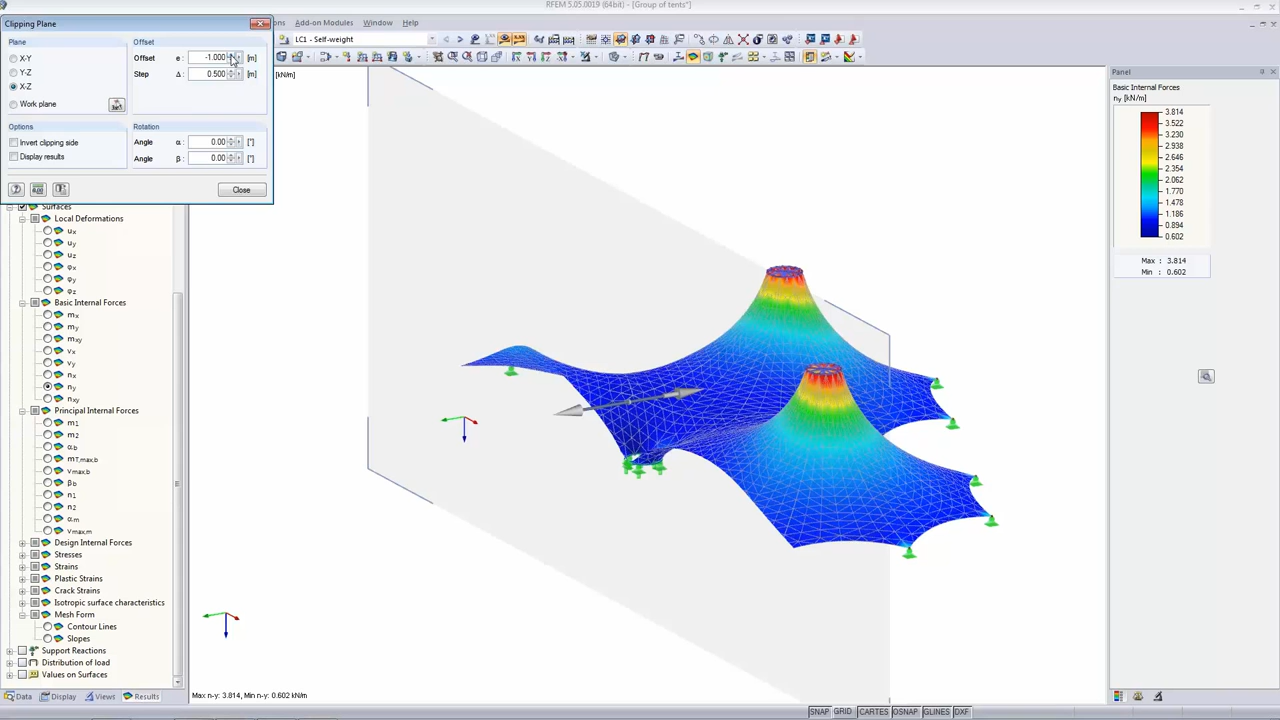 RFEM 5.05.0019 (64bit) - [Group of tents*]
Clipping Plane
Add-on Modules Window Help
LC1 - Self-weight
Plane
X-Y
Y-Z
X-Z
Work plane
Offset
Offset e : -1.000 [m]
Step Δ : 0.500 [m]
Options
Invert clipping side
Display results
Rotation
Angle α : 0.00 [°]
Angle β : 0.00 [°]
Close
[kN/m]
Surfaces
Local Deformations
ux
uy
uz
φx
φy
φz
Basic Internal Forces
mx
my
mxy
vx
vy
nx
ny
nxy
Principal Internal Forces
m1
m2
αb
mT,max,b
vmax,b
βb
n1
n2
αm
vmax,m
Design Internal Forces
Stresses
Strains
Plastic Strains
Crack Strains
Isotropic surface characteristics
Mesh Form
Contour Lines
Slopes
Support Reactions
Distribution of load
Values on Surfaces
Data Display Views Results
Max n-y: 3.814, Min n-y: 0.602 kN/m
Panel
Basic Internal Forces
ny [kN/m]
3.814
3.522
3.230
2.938
2.646
2.354
2.062
1.770
1.478
1.186
0.894
0.602
Max : 3.814
Min : 0.602
SNAP GRID CARTES OSNAP GLINES DXF